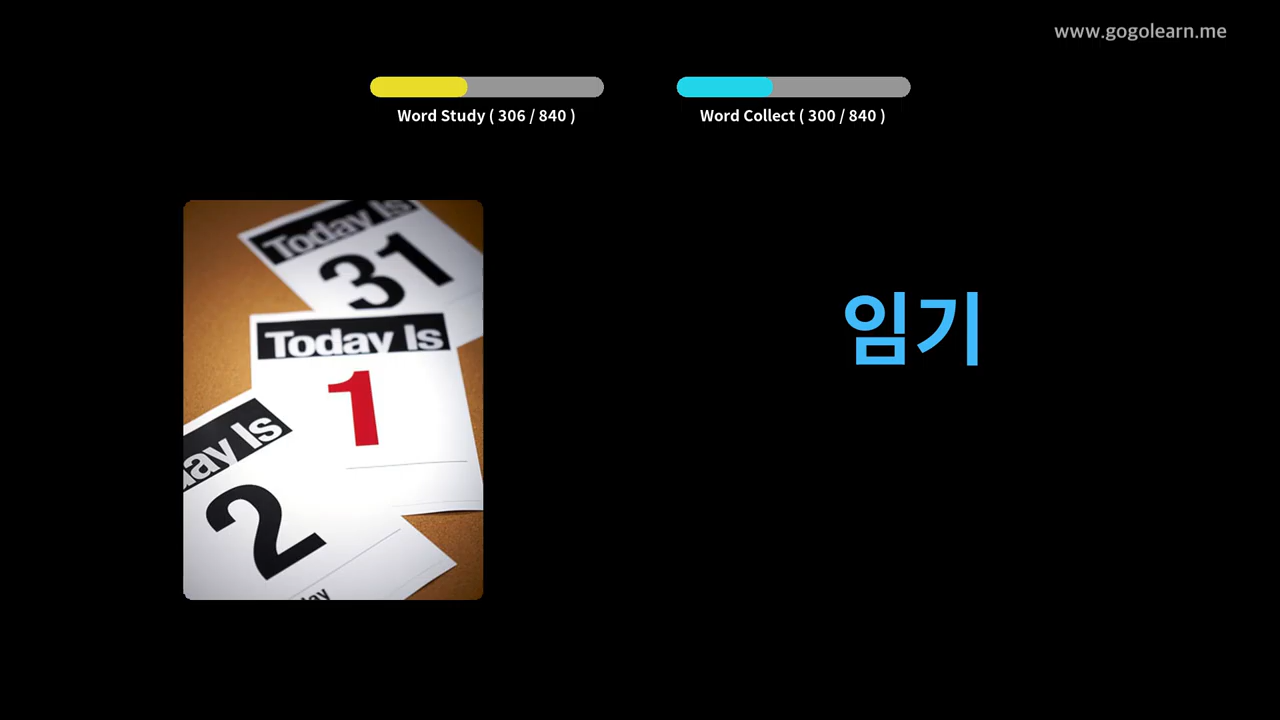 www.gogolearn.me
Word Study ( 306 / 840 )
Word Collect ( 300 / 840 )
Today Is
31
Today Is
1
ay Is
2
ay
임기